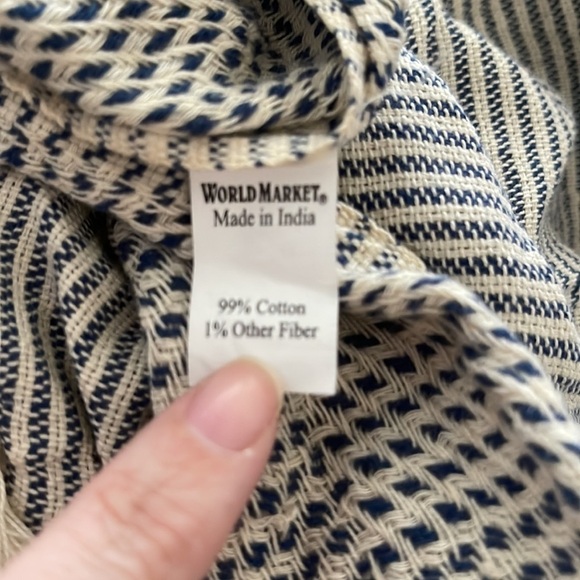 WORLD MARKET®
Made in India
99% Cotton
1% Other Fiber